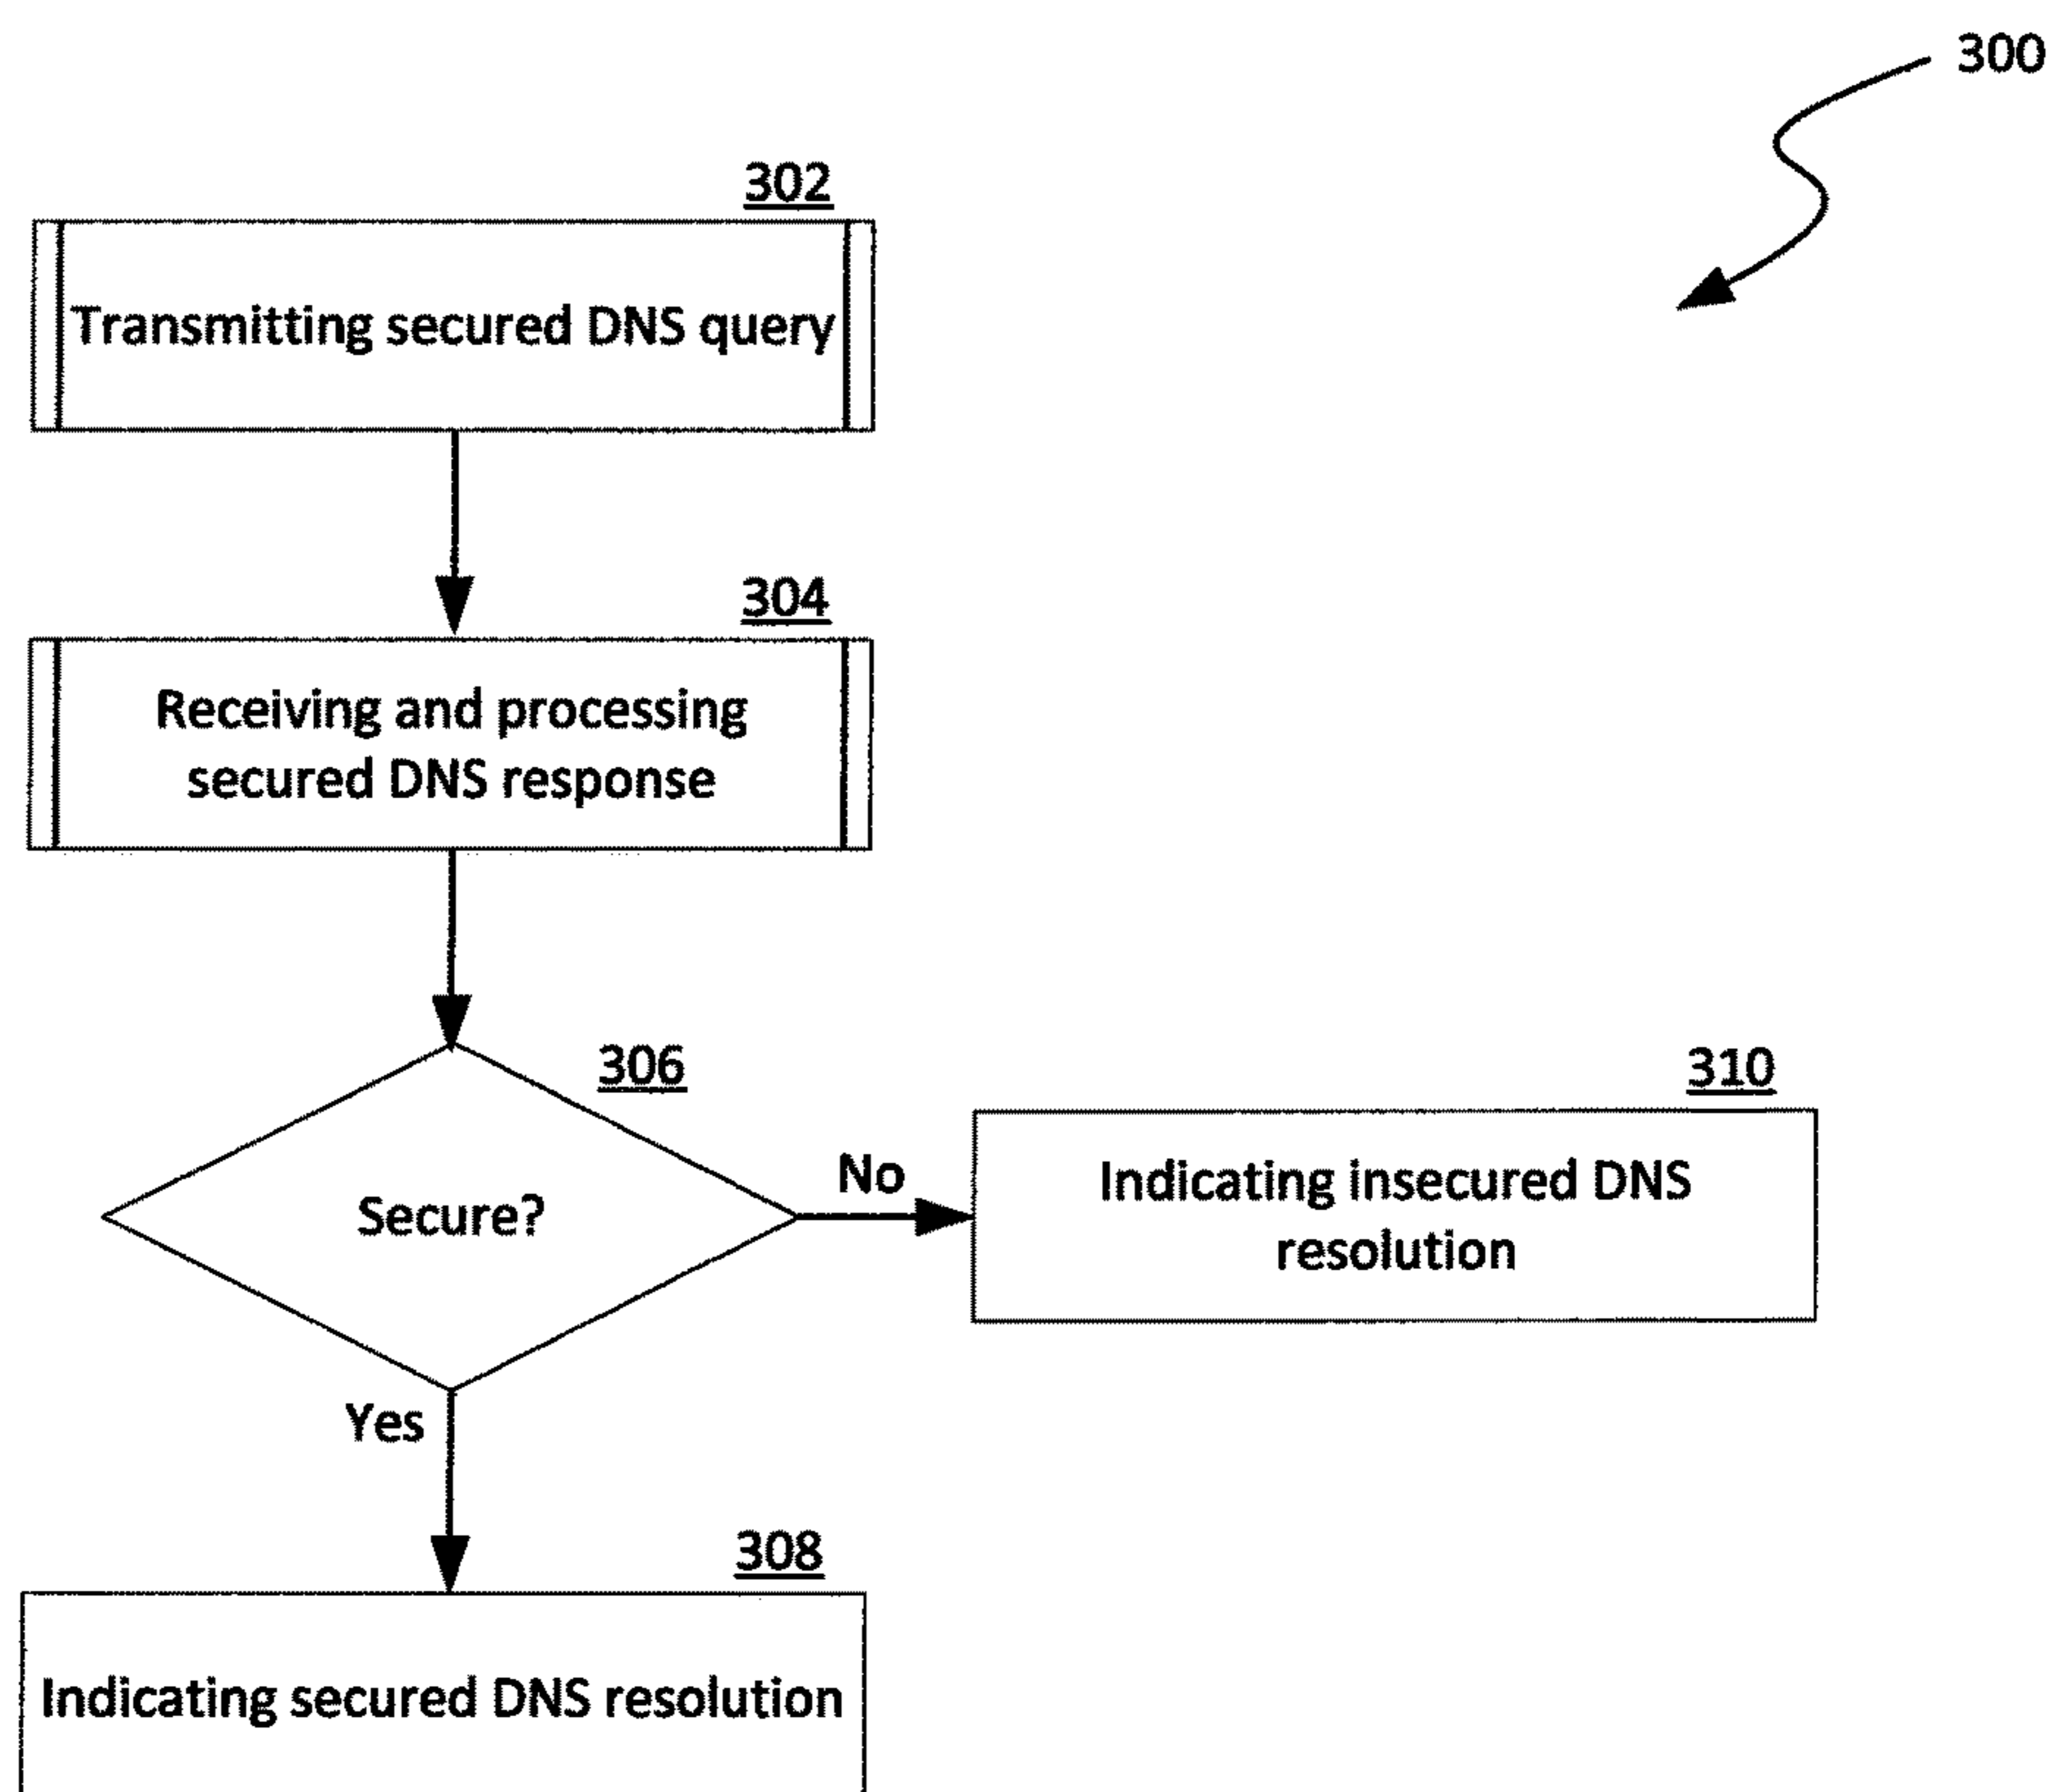 300
302
Transmitting secured DNS query
304
Receiving and processing
secured DNS response
306
Secure?
No
310
Indicating insecured DNS
resolution
Yes
308
Indicating secured DNS resolution